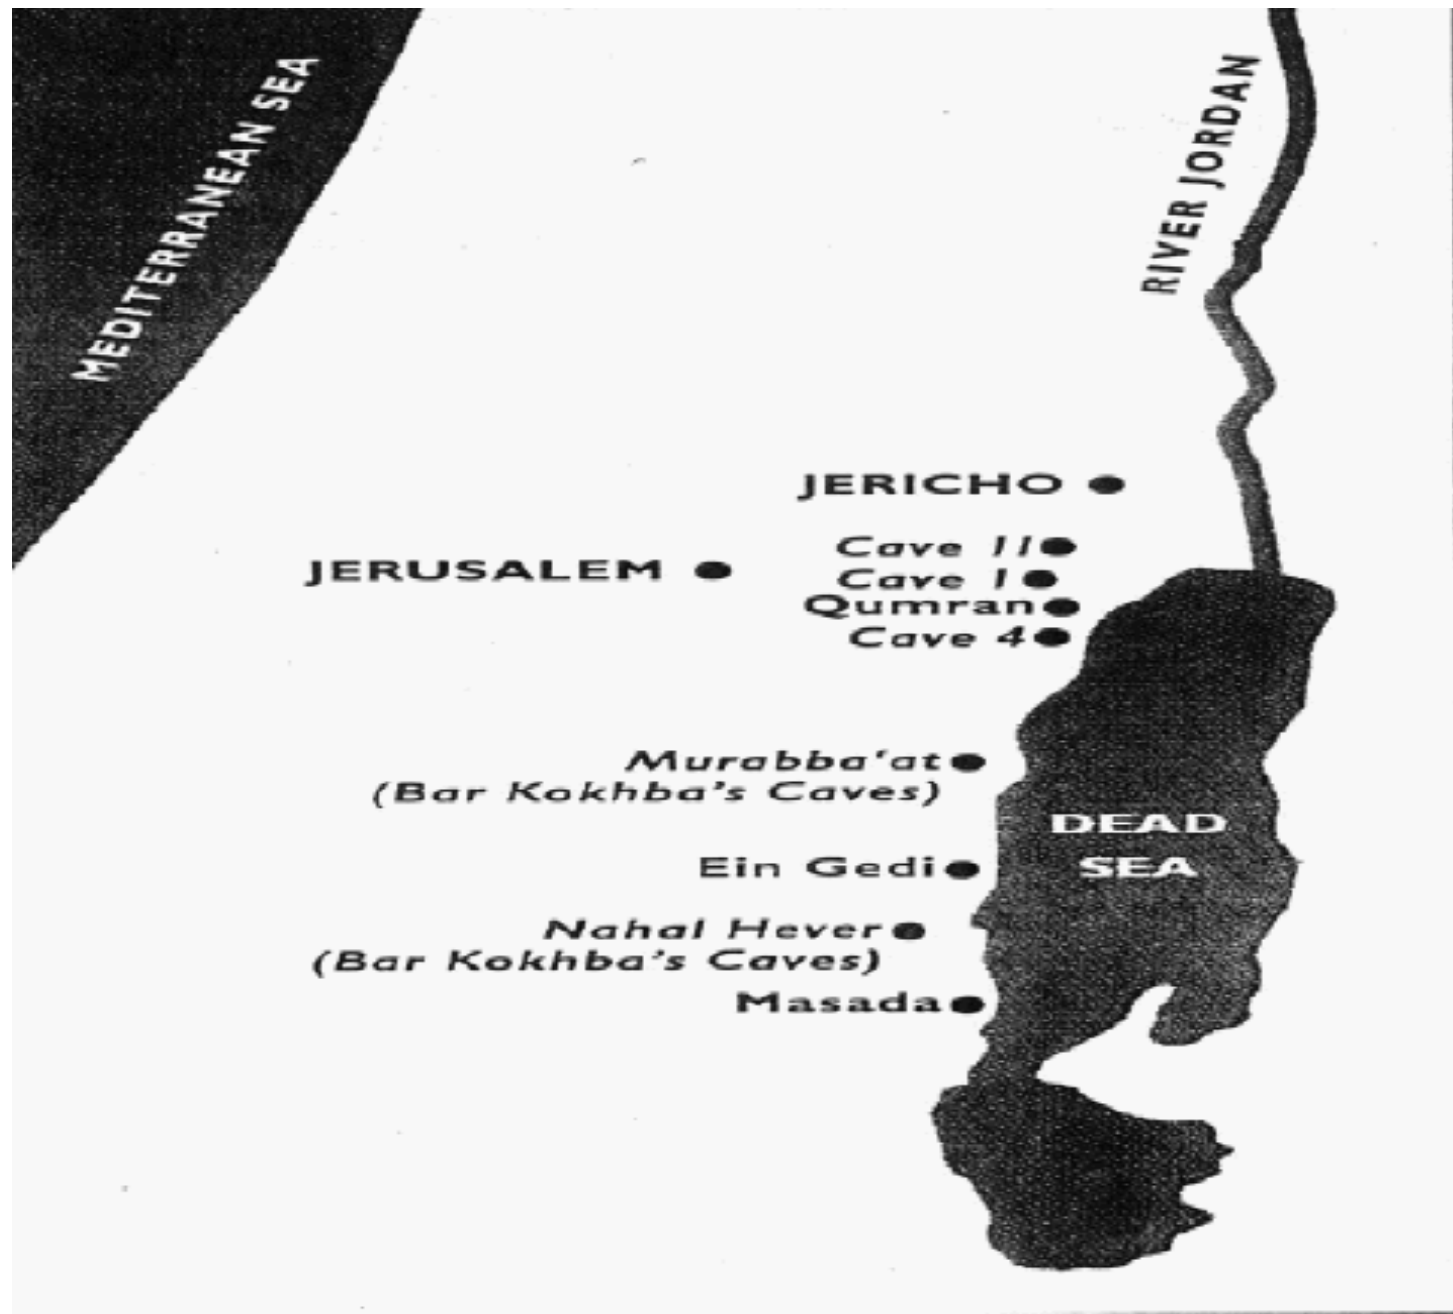 MEDITERRANEAN SEA
RIVER JORDAN
JERICHO
Cave 11
JERUSALEM
Cave 1
Qumran
Cave 4
Murabba'at
(Bar Kokhba's Caves)
DEAD
SEA
Ein Gedi
Nahal Hever
(Bar Kokhba's Caves)
Masada